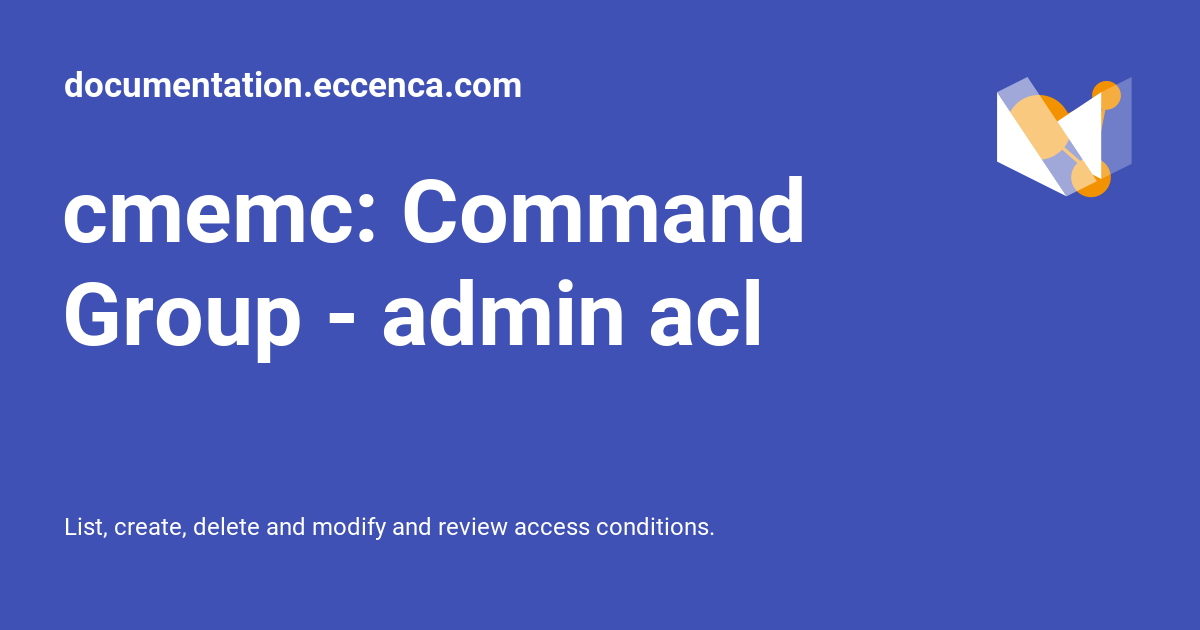 documentation.eccenca.com
cmemc: Command
Group - admin acl
List, create, delete and modify and review access conditions.